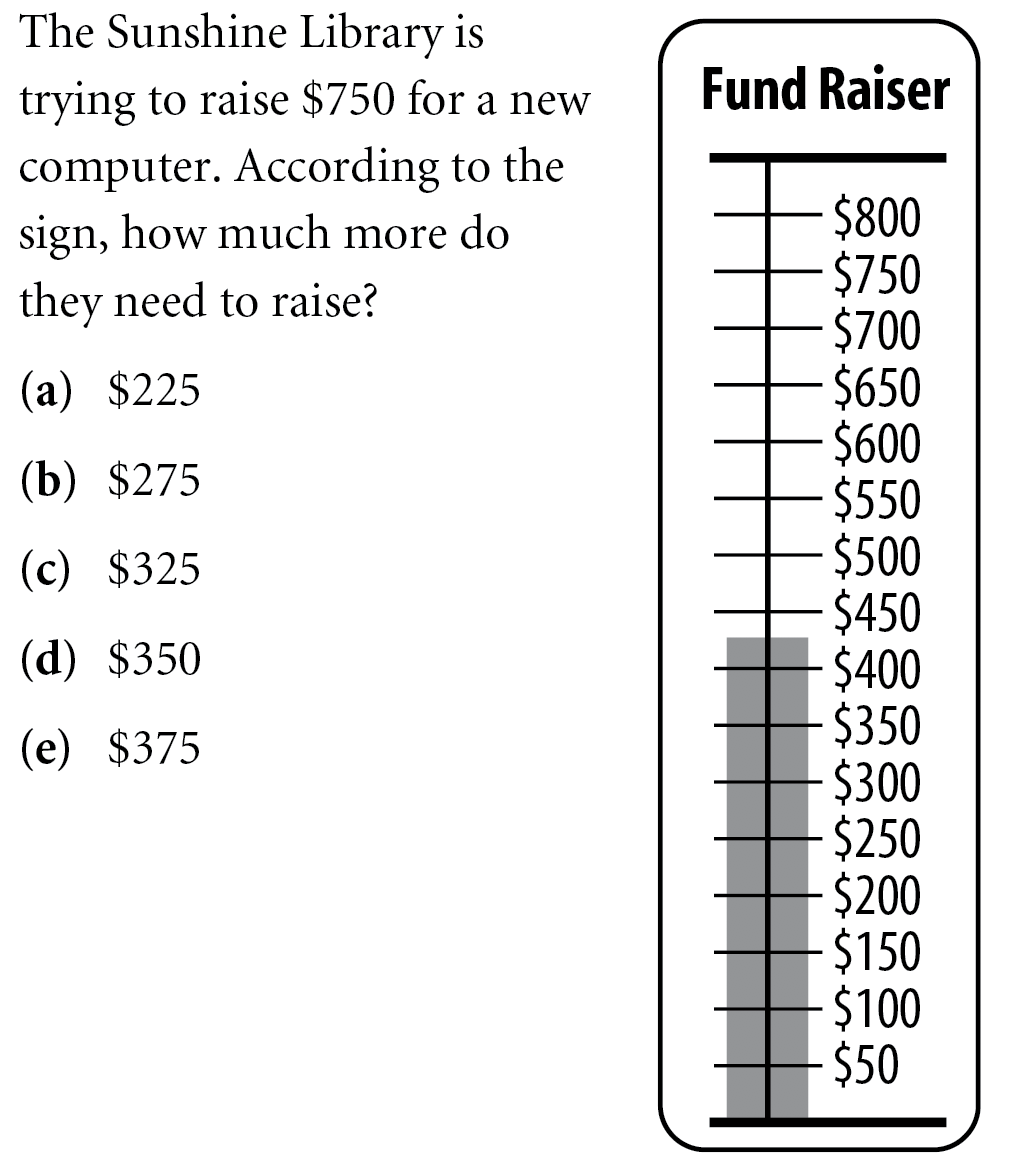 The Sunshine Library is
trying to raise $750 for a new
computer. According to the
sign, how much more do
they need to raise?
(a) $225
(b) $275
(c) $325
(d) $350
(e) $375
Fund Raiser
$800
$750
$700
$650
$600
$550
$500
$450
$400
$350
$300
$250
$200
$150
$100
$50